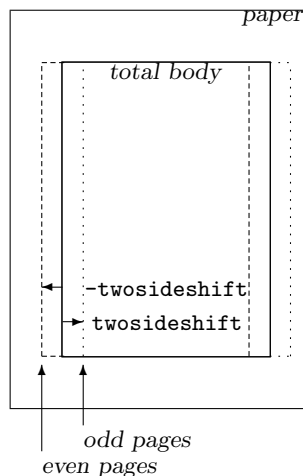 paper
total body
-twosideshift
twosideshift
odd pages
even pages